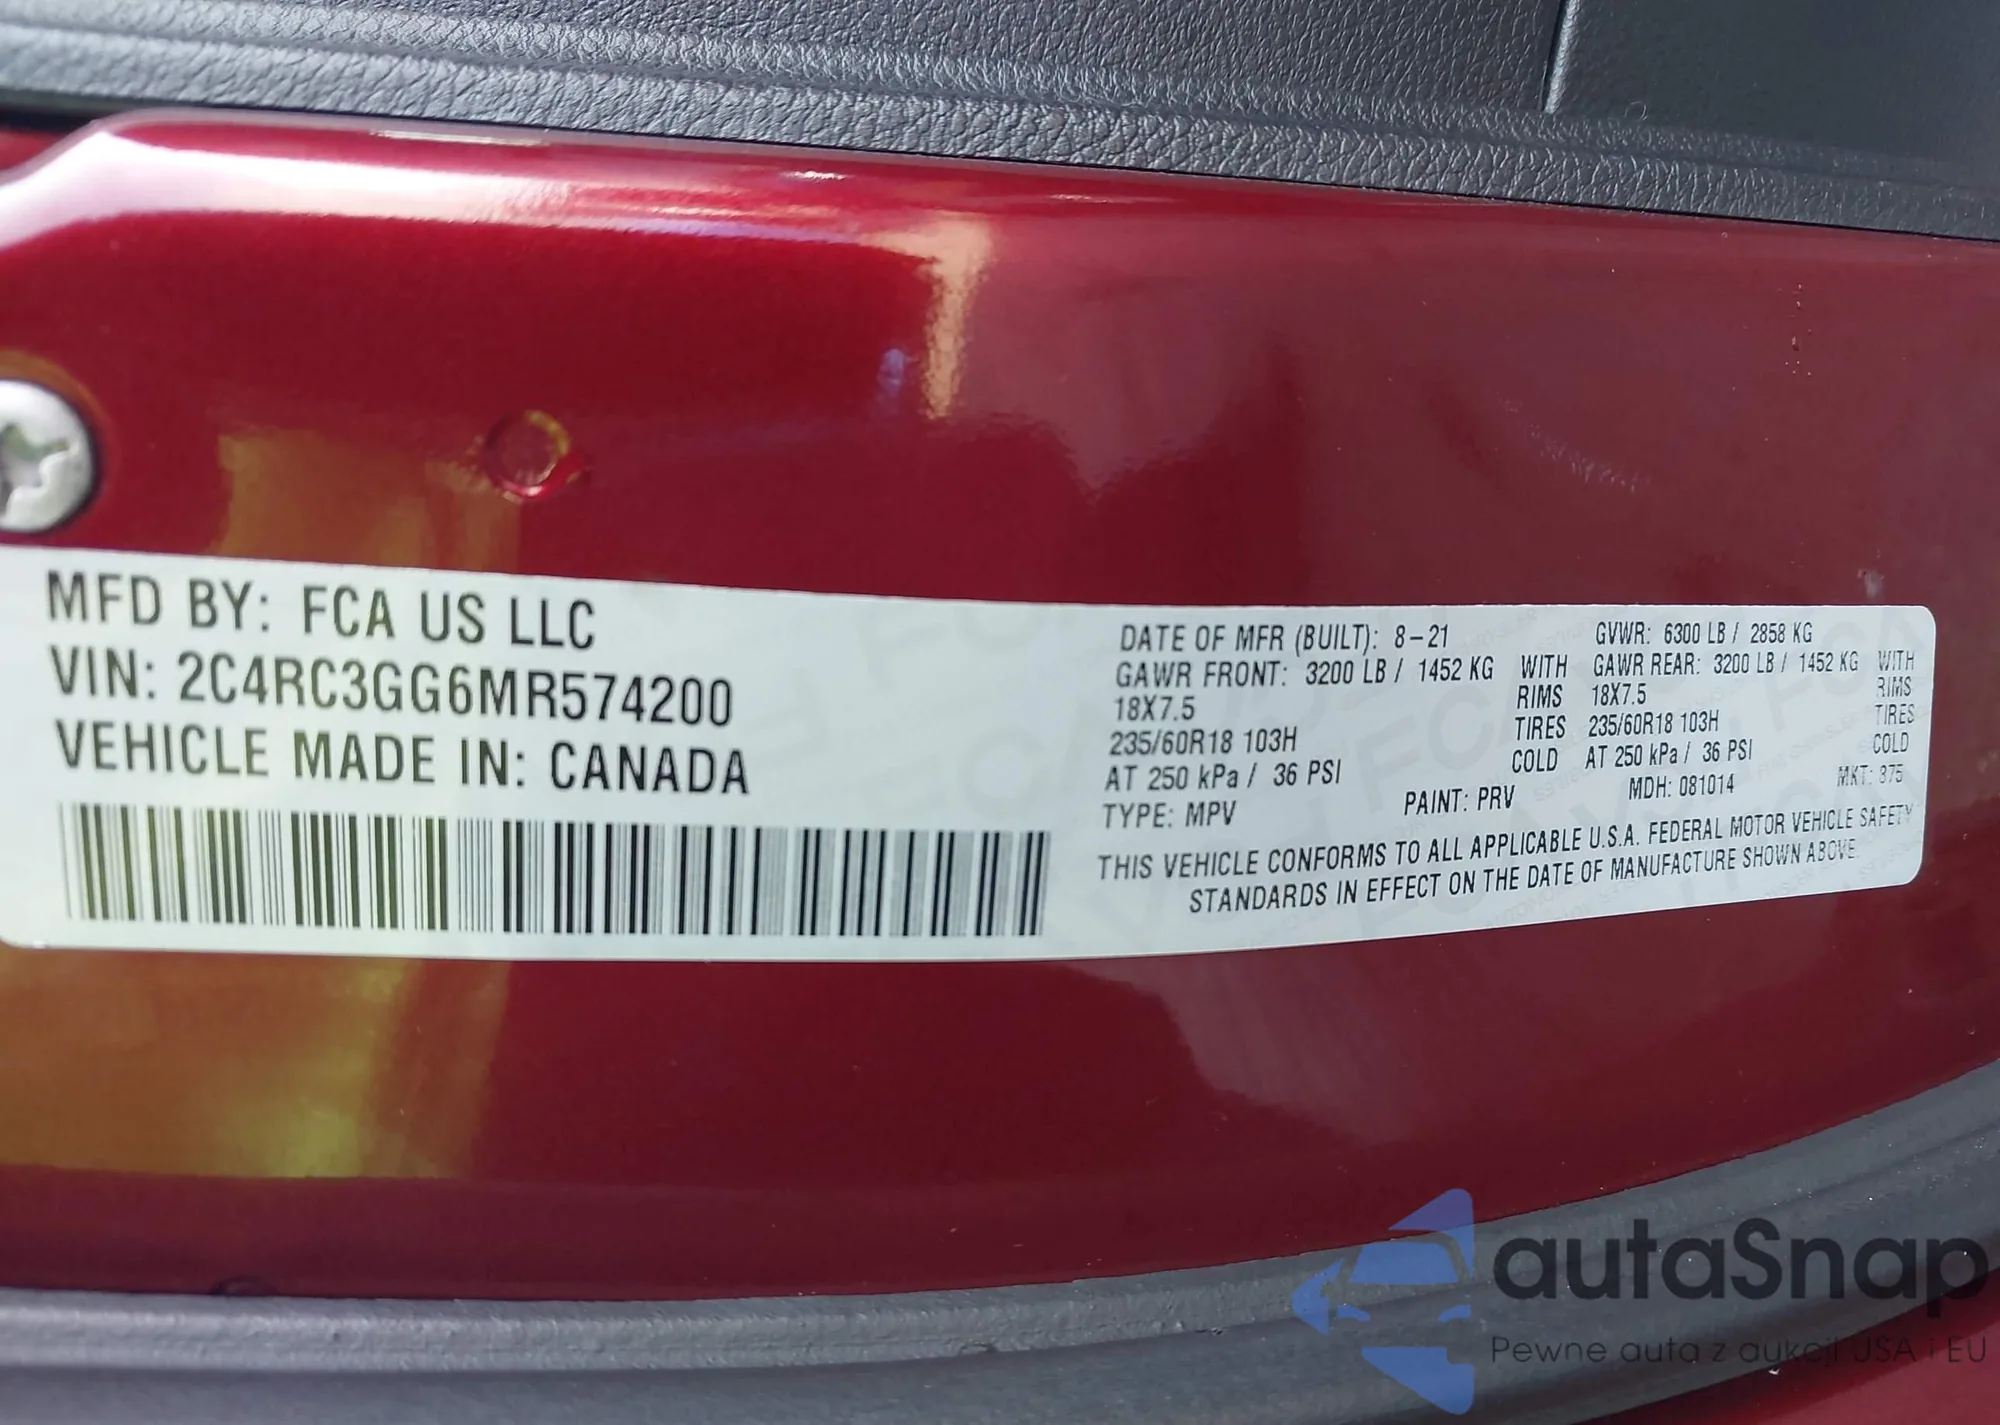 MFD BY: FCA US LLC
VIN: 2C4RC3GG6MR574200
VEHICLE MADE IN: CANADA
DATE OF MFR (BUILT): 8-21 GVWR: 6300 LB / 2858 KG
GAWR FRONT: 3200 LB / 1452 KG WITH GAWR REAR: 3200 LB / 1452 KG WITH
18X7.5 RIMS 18X7.5 RIMS
235/60R18 103H TIRES 235/60R18 103H TIRES
AT 250 kPa / 36 PSI COLD AT 250 kPa / 36 PSI COLD
TYPE: MPV PAINT: PRV MDH: 081014 MKT: 875
THIS VEHICLE CONFORMS TO ALL APPLICABLE U.S.A. FEDERAL MOTOR VEHICLE SAFETY
STANDARDS IN EFFECT ON THE DATE OF MANUFACTURE SHOWN ABOVE
autaSnap
Pewne auta z aukcji USA i EU